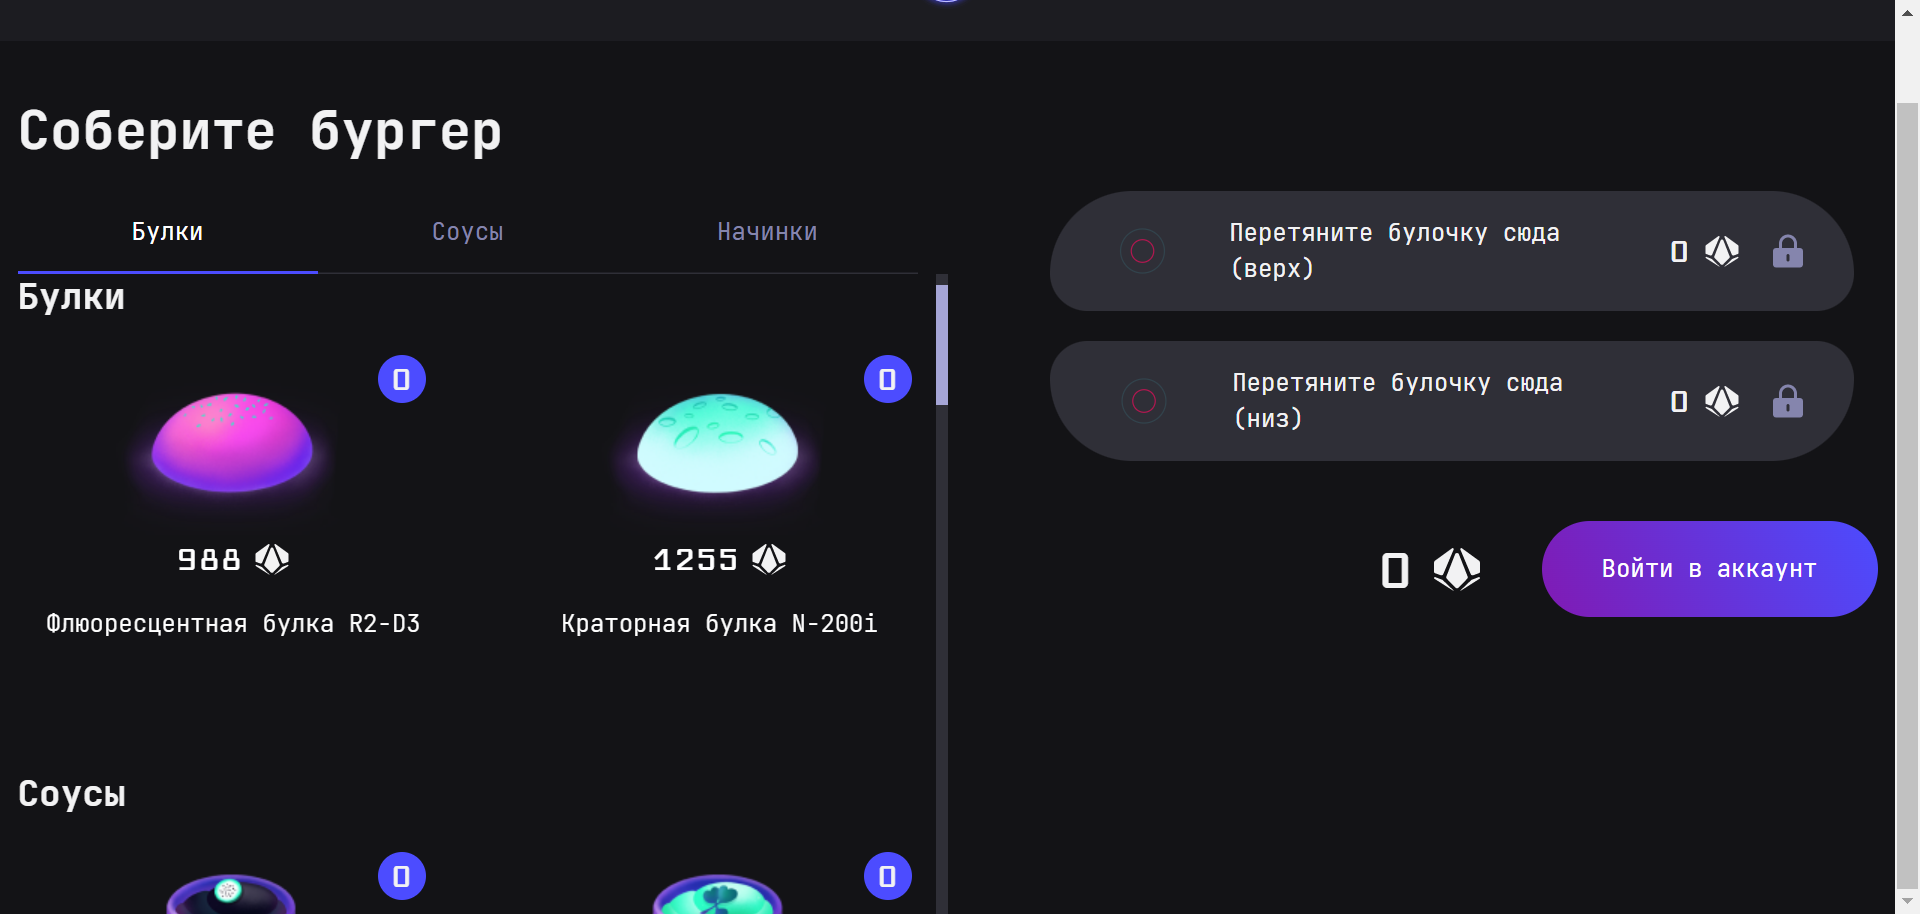 Соберите бургер
Булки
Соусы
Начинки
Булки
0
0
988
1255
Флюоресцентная булка R2-D3
Краторная булка N-200i
Соусы
0
0
Перетяните булочку сюда
(верх)
0
Перетяните булочку сюда
(низ)
0
0
Войти в аккаунт